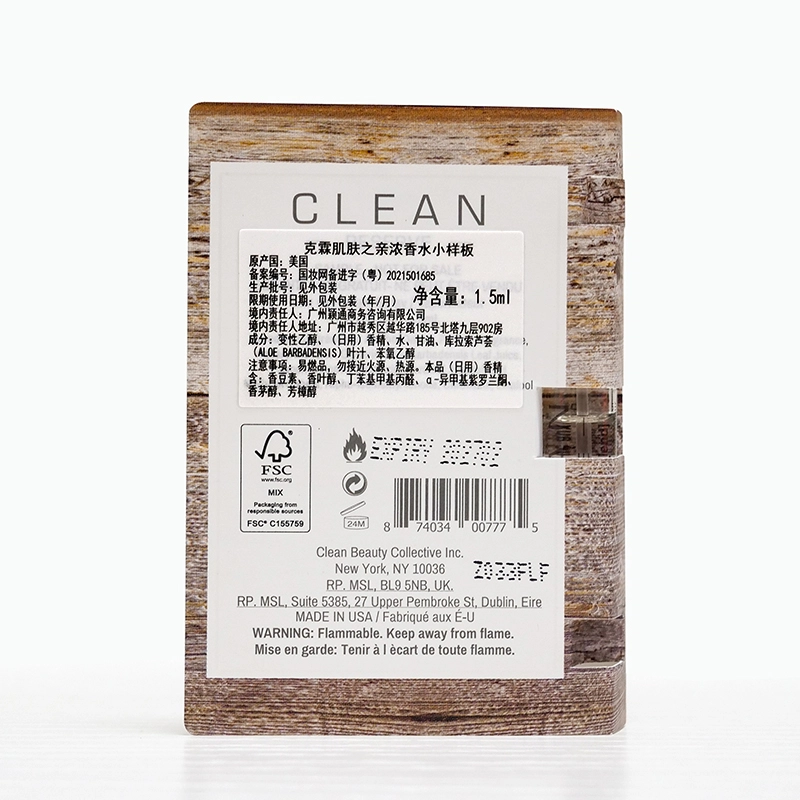 CLEAN
克霖肌肤之亲浓香水小样板
原产国：美国
备案编号：国妆网备进字（粤）2021501685
生产批号：见外包装
限期使用日期：见外包装（年/月）
净含量：1.5ml
境内责任人：广州颖通商务咨询有限公司
境内责任人地址：广州市越秀区越华路185号北塔九层902房
成分：变性乙醇、（日用）香精、水、甘油、库拉索芦荟
（ALOE BARBADENSIS）叶汁、苯氧乙醇
注意事项：易燃品，勿接近火源、热源。本品（日用）香精
含：香豆素、香叶醇、丁苯基甲基丙醛、α-异甲基紫罗兰酮、
香茅醇、芳樟醇
FSC
www.fsc.org
MIX
Packaging from
responsible sources
FSC® C155759
EXPIRY
24M
8 74034 00777 5
Clean Beauty Collective Inc.
New York, NY 10036
Z033FLF
RP. MSL, BL9 5NB, UK.
RP. MSL, Suite 5385, 27 Upper Pembroke St, Dublin, Eire
MADE IN USA / Fabriqué aux É-U
WARNING: Flammable. Keep away from flame.
Mise en garde: Tenir à l ècart de toute flamme.